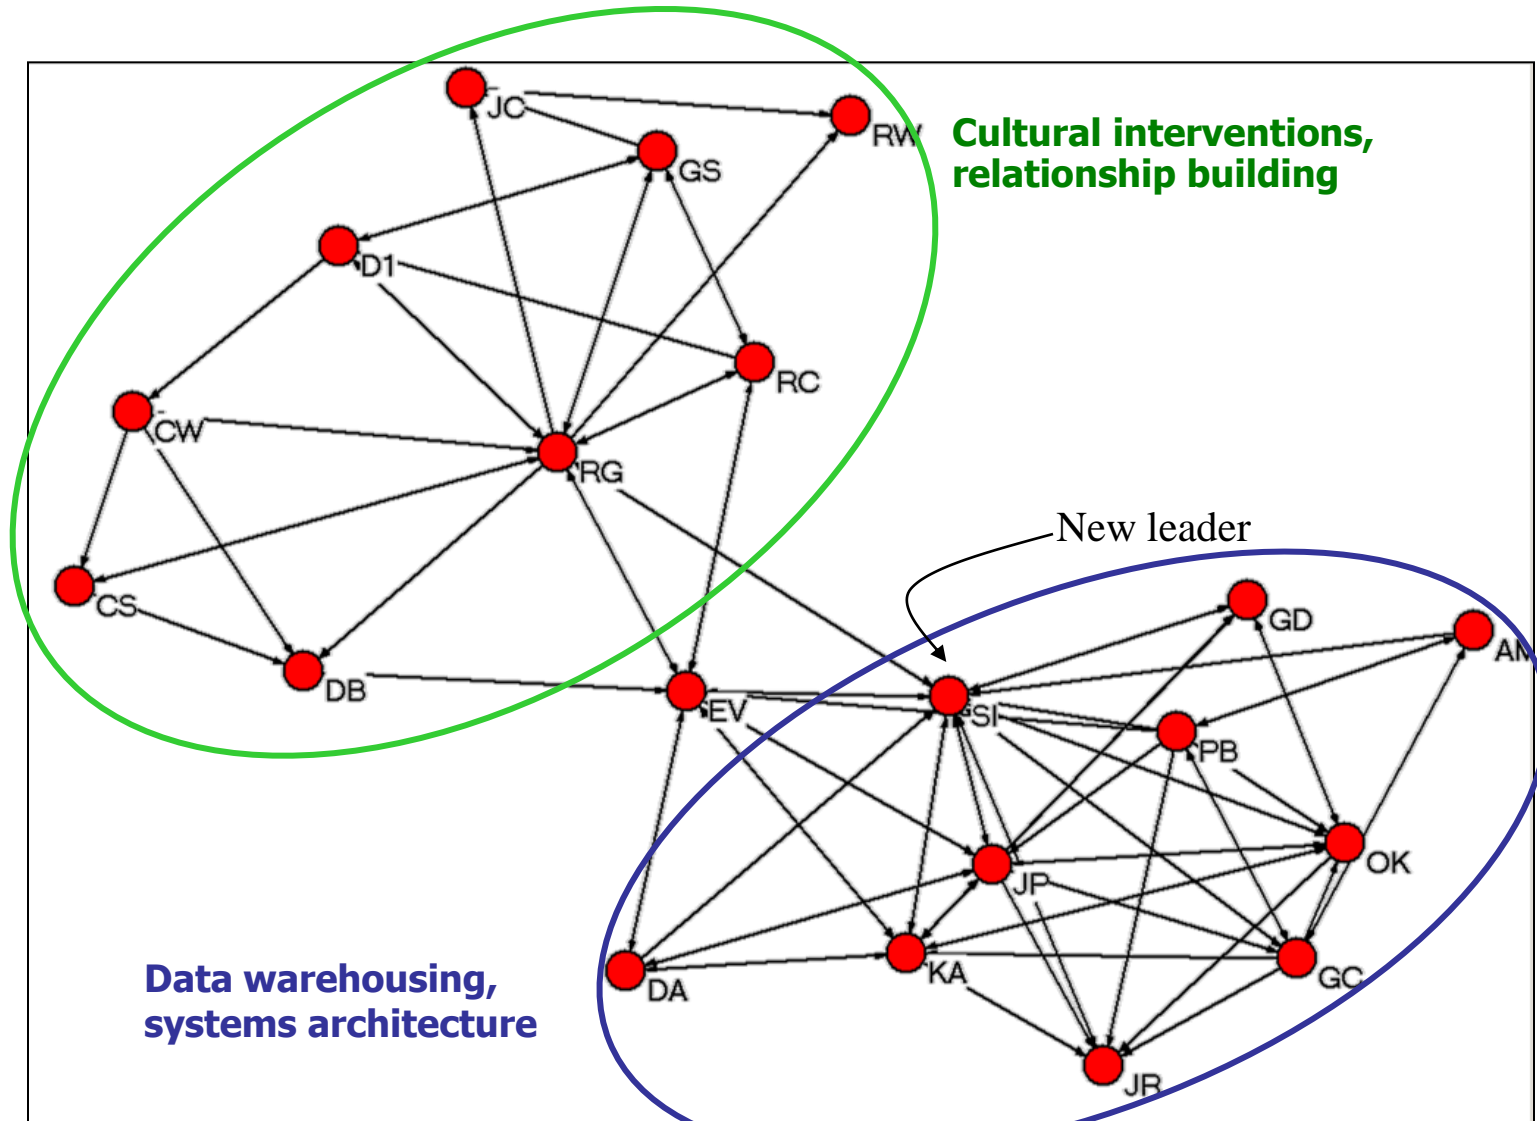 JC
RW
Cultural interventions,
relationship building
GS
D1
RC
CW
RG
New leader
CS
GD
AM
DB
EV
SI
PB
OK
JP
Data warehousing,
systems architecture
DA
KA
GC
JR